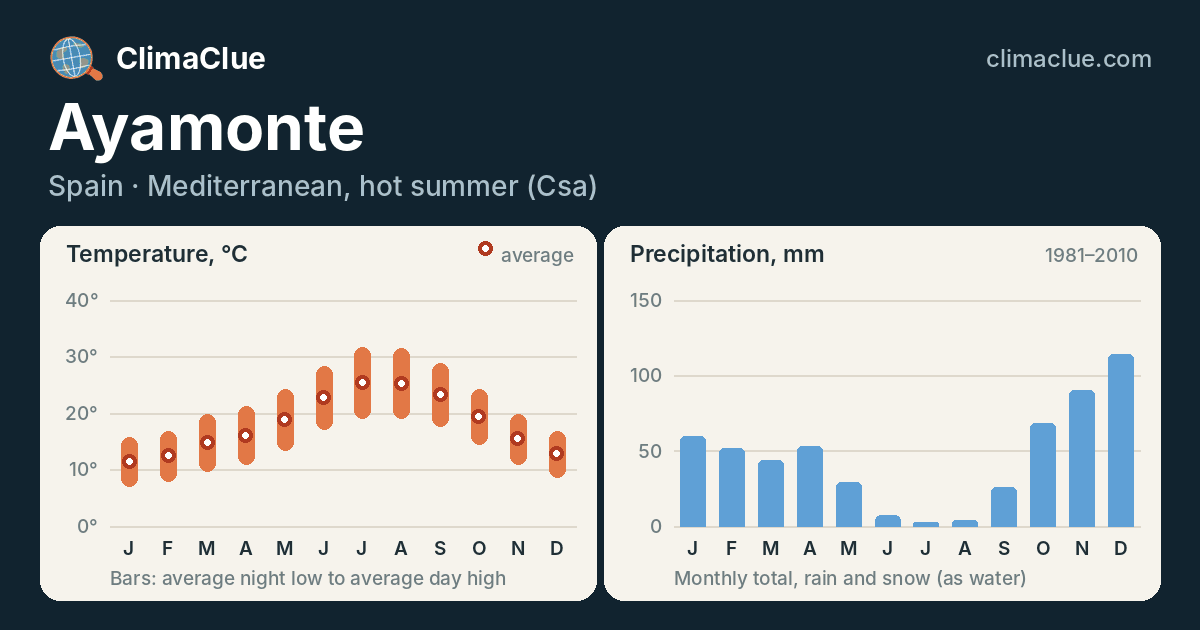 ClimaClue
climaclue.com
Ayamonte
Spain · Mediterranean, hot summer (Csa)
Temperature, °C
average
40°
30°
20°
10°
0°
J F M A M J J A S O N D
Bars: average night low to average day high
Precipitation, mm
1981–2010
150
100
50
0
J F M A M J J A S O N D
Monthly total, rain and snow (as water)